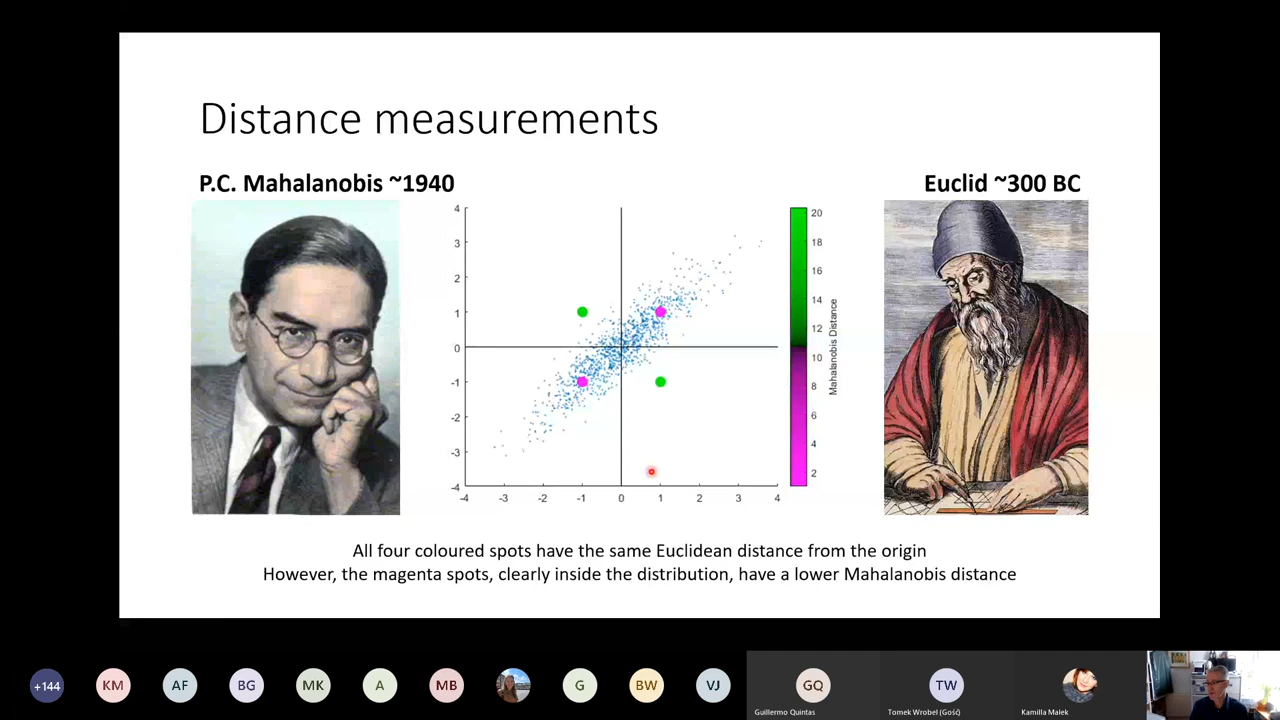 Distance measurements
P.C. Mahalanobis ~1940
Euclid ~300 BC
4
3
2
1
0
-1
-2
-3
-4
-4
-3
-2
-1
0
1
2
3
4
20
18
16
14
12
10
8
6
4
2
Mahalanobis Distance
All four coloured spots have the same Euclidean distance from the origin
However, the magenta spots, clearly inside the distribution, have a lower Mahalanobis distance
+144
KM
AF
BG
MK
A
MB
G
BW
VJ
GQ
TW
Guillermo Quintas
Tomek Wrobel (Gość)
Kamilla Małek